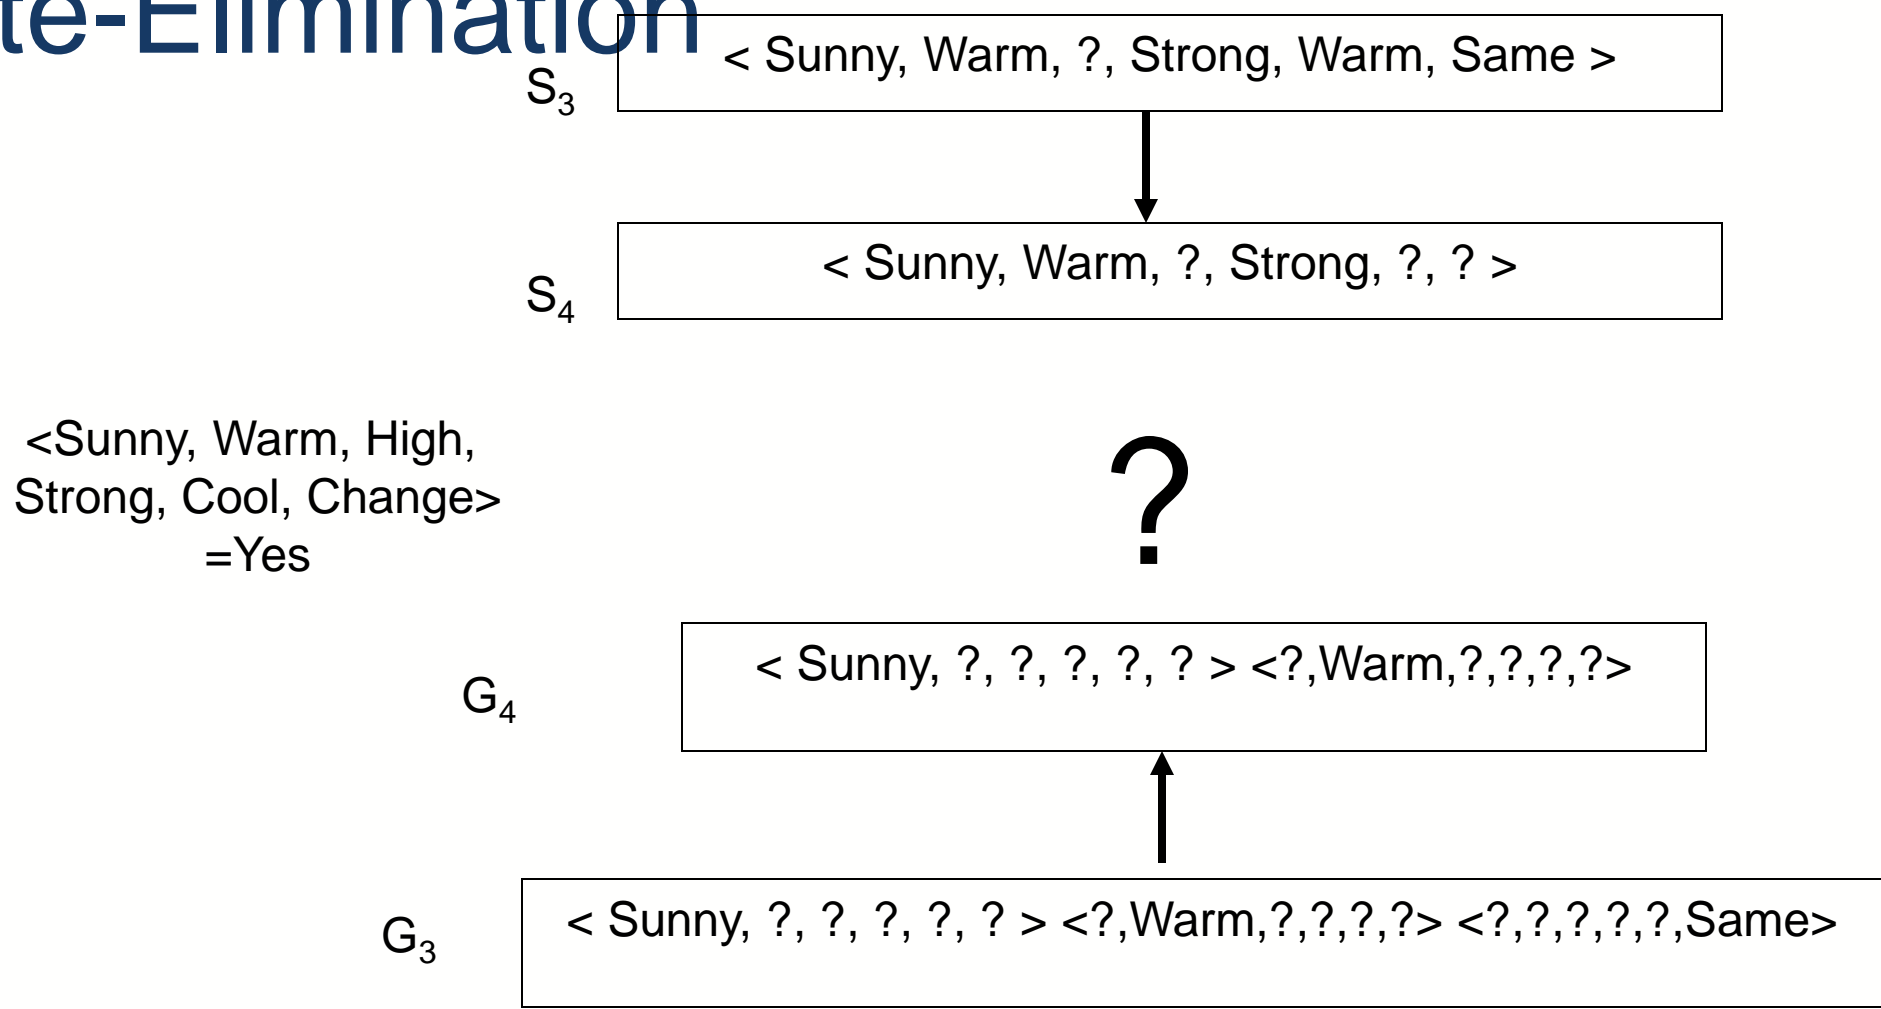 te-Elimination
< Sunny, Warm, ?, Strong, Warm, Same >
S₃
< Sunny, Warm, ?, Strong, ?, ? >
S₄
<Sunny, Warm, High,
Strong, Cool, Change>
=Yes
?
< Sunny, ?, ?, ?, ?, ? > <?,Warm,?,?,?,?>
G₄
< Sunny, ?, ?, ?, ?, ? > <?,Warm,?,?,?,?> <?,?,?,?,?,Same>
G₃